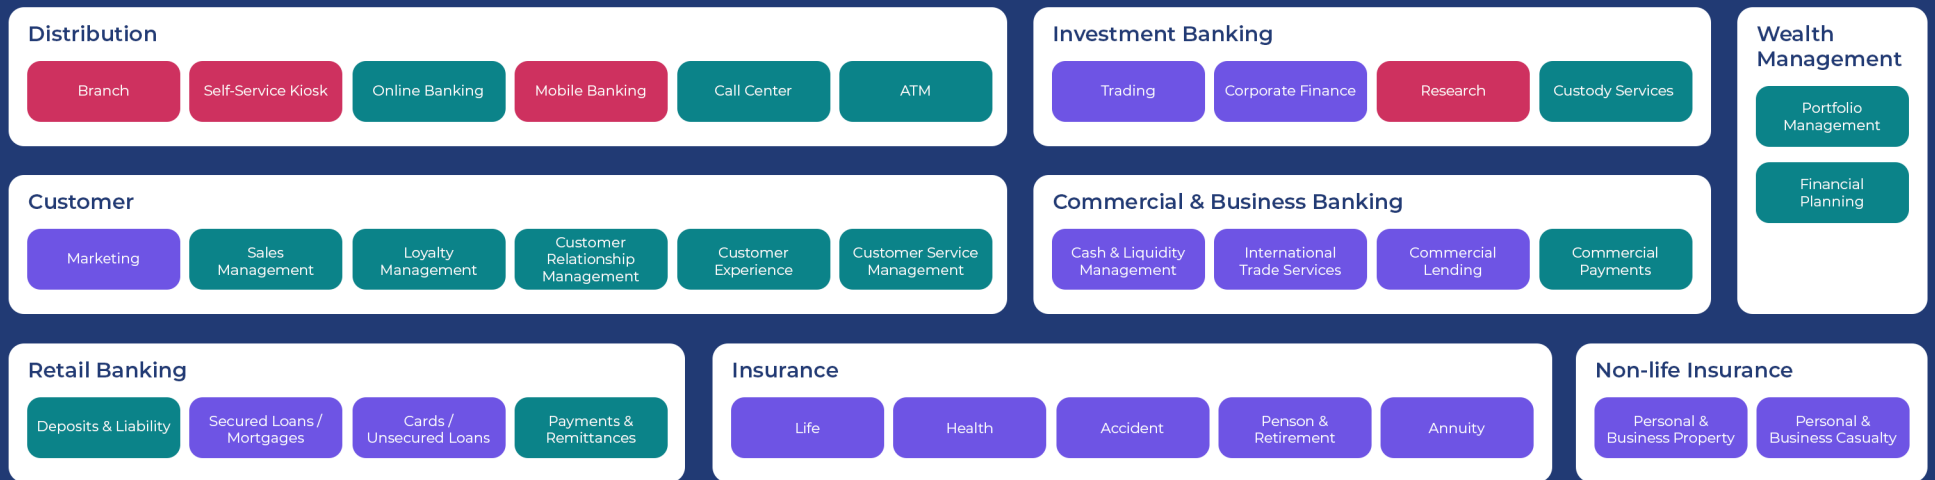 Distribution
Branch
Self-Service Kiosk
Online Banking
Mobile Banking
Call Center
ATM
Investment Banking
Trading
Corporate Finance
Research
Custody Services
Wealth
Management
Portfolio
Management
Financial
Planning
Customer
Marketing
Sales
Management
Loyalty
Management
Customer
Relationship
Management
Customer
Experience
Customer Service
Management
Commercial & Business Banking
Cash & Liquidity
Management
International
Trade Services
Commercial
Lending
Commercial
Payments
Retail Banking
Deposits & Liability
Secured Loans /
Mortgages
Cards /
Unsecured Loans
Payments &
Remittances
Insurance
Life
Health
Accident
Penson &
Retirement
Annuity
Non-life Insurance
Personal &
Business Property
Personal &
Business Casualty